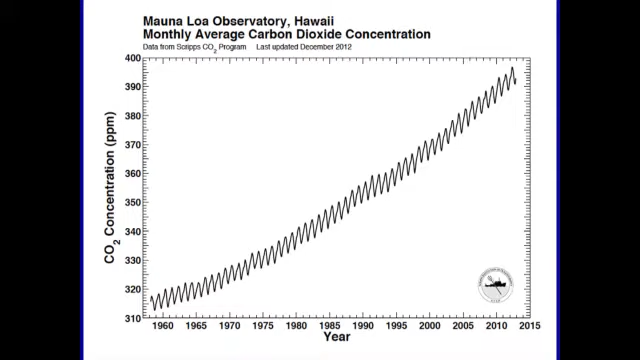 Mauna Loa Observatory, Hawaii
Monthly Average Carbon Dioxide Concentration
Data from Scripps CO2 Program Last updated December 2012
400
390
380
370
360
350
340
330
320
310
CO2 Concentration (ppm)
1960 1965 1970 1975 1980 1985 1990 1995 2000 2005 2010 2015
Year